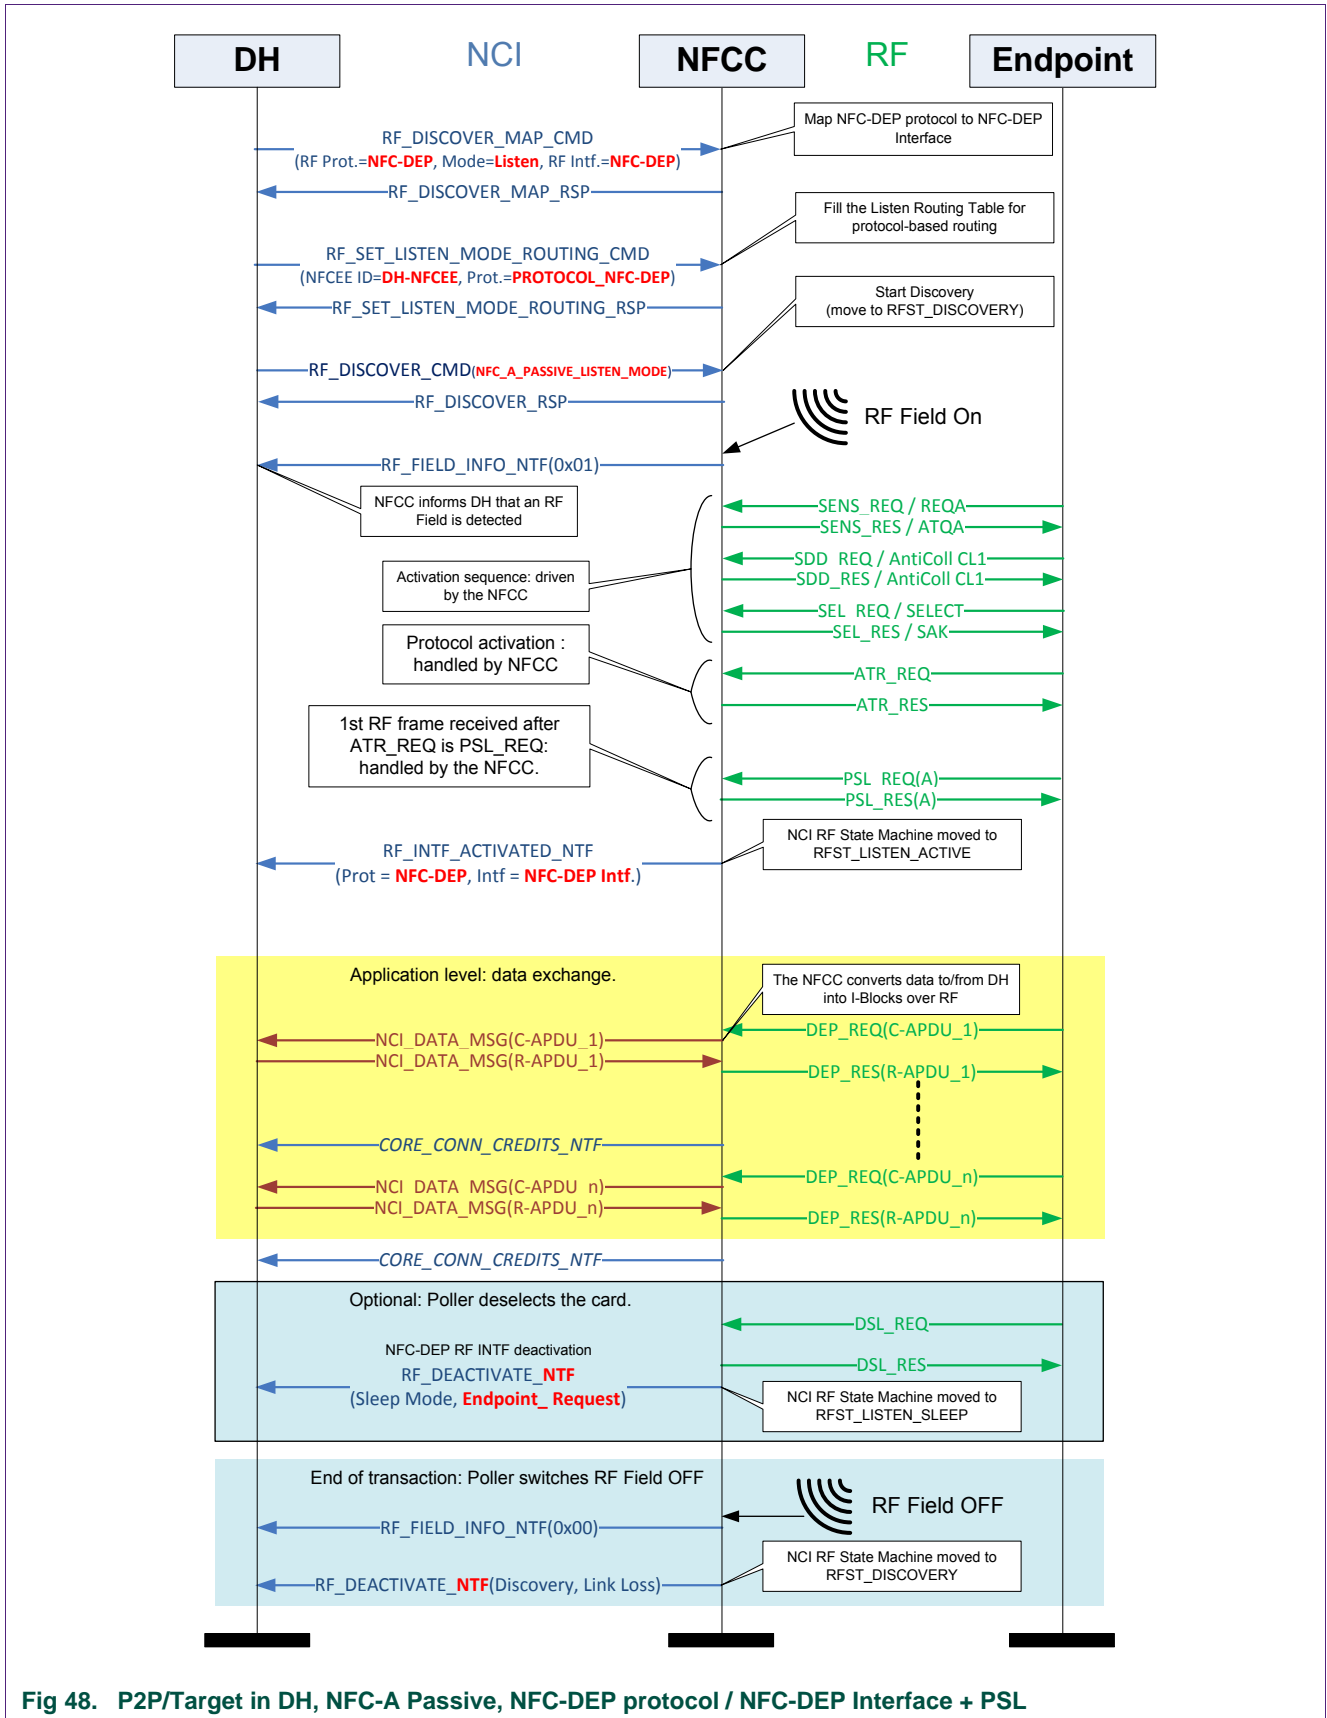 DH
NCI
NFCC
RF
Endpoint
Map NFC-DEP protocol to NFC-DEP
Interface
RF_DISCOVER_MAP_CMD
(RF Prot.=NFC-DEP, Mode=Listen, RF Intf.=NFC-DEP)
RF_DISCOVER_MAP_RSP
Fill the Listen Routing Table for
protocol-based routing
RF_SET_LISTEN_MODE_ROUTING_CMD
(NFCEE ID=DH-NFCEE, Prot.=PROTOCOL_NFC-DEP)
RF_SET_LISTEN_MODE_ROUTING_RSP
Start Discovery
(move to RFST_DISCOVERY)
RF_DISCOVER_CMD(NFC_A_PASSIVE_LISTEN_MODE)
RF_DISCOVER_RSP
RF Field On
RF_FIELD_INFO_NTF(0x01)
NFCC informs DH that an RF
Field is detected
SENS_REQ / REQA
SENS_RES / ATQA
SDD_REQ / AntiColl CL1
SDD_RES / AntiColl CL1
Activation sequence: driven
by the NFCC
SEL_REQ / SELECT
SEL_RES / SAK
Protocol activation :
handled by NFCC
ATR_REQ
ATR_RES
1st RF frame received after
ATR_REQ is PSL_REQ:
handled by the NFCC.
PSL_REQ(A)
PSL_RES(A)
NCI RF State Machine moved to
RFST_LISTEN_ACTIVE
RF_INTF_ACTIVATED_NTF
(Prot = NFC-DEP, Intf = NFC-DEP Intf.)
Application level: data exchange.
The NFCC converts data to/from DH
into I-Blocks over RF
DEP_REQ(C-APDU_1)
NCI_DATA_MSG(C-APDU_1)
NCI_DATA_MSG(R-APDU_1)
DEP_RES(R-APDU_1)
CORE_CONN_CREDITS_NTF
DEP_REQ(C-APDU_n)
NCI_DATA_MSG(C-APDU_n)
NCI_DATA_MSG(R-APDU_n)
DEP_RES(R-APDU_n)
CORE_CONN_CREDITS_NTF
Optional: Poller deselects the card.
DSL_REQ
NFC-DEP RF INTF deactivation
DSL_RES
RF_DEACTIVATE_NTF
(Sleep Mode, Endpoint_ Request)
NCI RF State Machine moved to
RFST_LISTEN_SLEEP
End of transaction: Poller switches RF Field OFF
RF Field OFF
RF_FIELD_INFO_NTF(0x00)
NCI RF State Machine moved to
RFST_DISCOVERY
RF_DEACTIVATE_NTF(Discovery, Link Loss)
Fig 48. P2P/Target in DH, NFC-A Passive, NFC-DEP protocol / NFC-DEP Interface + PSL